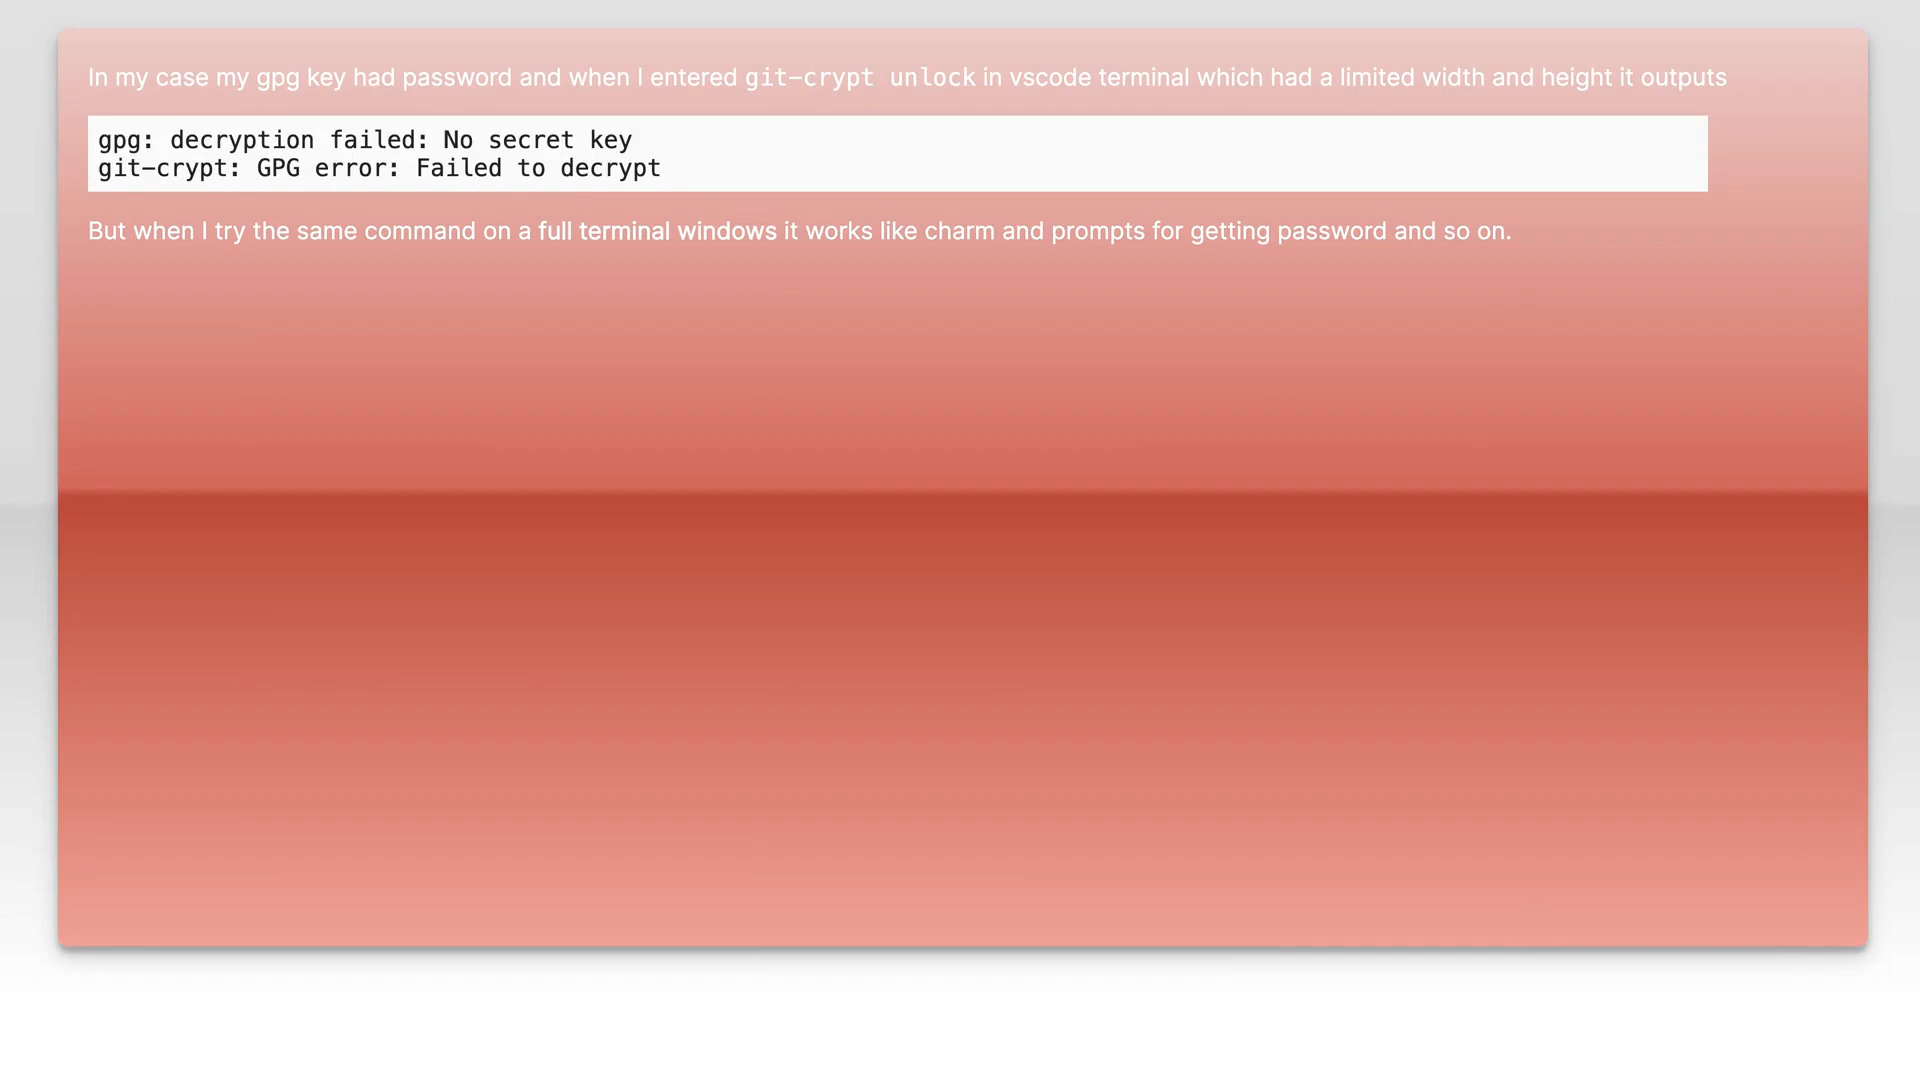 In my case my gpg key had password and when I entered git-crypt unlock in vscode terminal which had a limited width and height it outputs
gpg: decryption failed: No secret key
git-crypt: GPG error: Failed to decrypt
But when I try the same command on a full terminal windows it works like charm and prompts for getting password and so on.